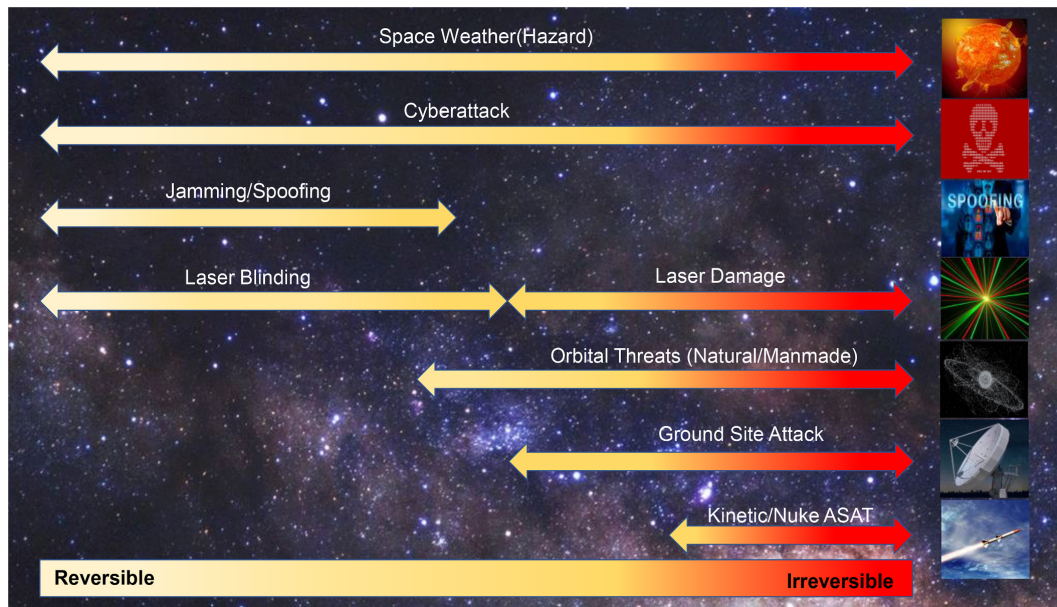 Space Weather(Hazard)
Cyberattack
Jamming/Spoofing
SPOOFING
Laser Blinding
Laser Damage
Orbital Threats (Natural/Manmade)
Ground Site Attack
Kinetic/Nuke ASAT
Reversible
Irreversible